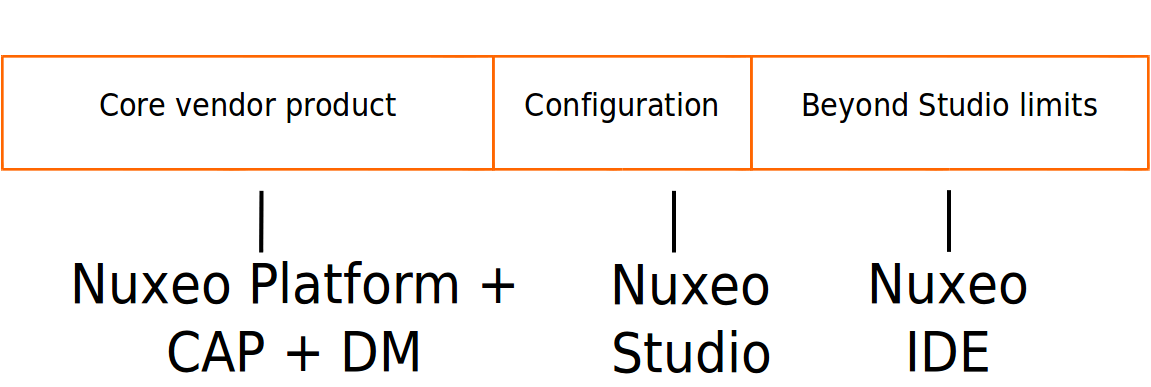 Core vendor product
Configuration
Beyond Studio limits
Nuxeo Platform +
CAP + DM
Nuxeo
Studio
Nuxeo
IDE